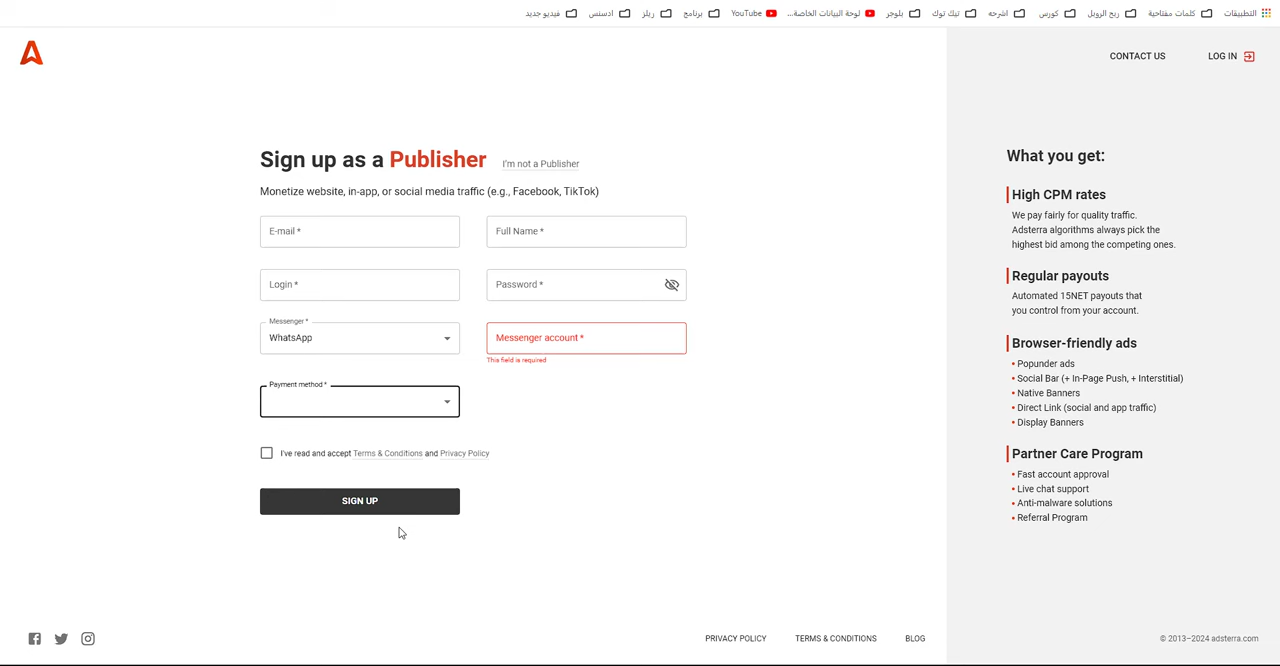 التطبيقات
كلمات مفتاحية
ربح الروبل
كورس
اشرحه
تيك توك
بلوجر
لوحة البيانات الخاصة...
YouTube
برنامج
ريلز
ادسنس
فيديو جديد
CONTACT US
LOG IN
Sign up as a Publisher
I'm not a Publisher
Monetize website, in-app, or social media traffic (e.g., Facebook, TikTok)
E-mail *
Full Name *
Login *
Password *
Messenger *
WhatsApp
Messenger account *
This field is required
Payment method *
I've read and accept Terms & Conditions and Privacy Policy
SIGN UP
What you get:
High CPM rates
We pay fairly for quality traffic.
Adsterra algorithms always pick the
highest bid among the competing ones.
Regular payouts
Automated 15NET payouts that
you control from your account.
Browser-friendly ads
• Popunder ads
• Social Bar (+ In-Page Push, + Interstitial)
• Native Banners
• Direct Link (social and app traffic)
• Display Banners
Partner Care Program
• Fast account approval
• Live chat support
• Anti-malware solutions
• Referral Program
PRIVACY POLICY
TERMS & CONDITIONS
BLOG
© 2013–2024 adsterra.com